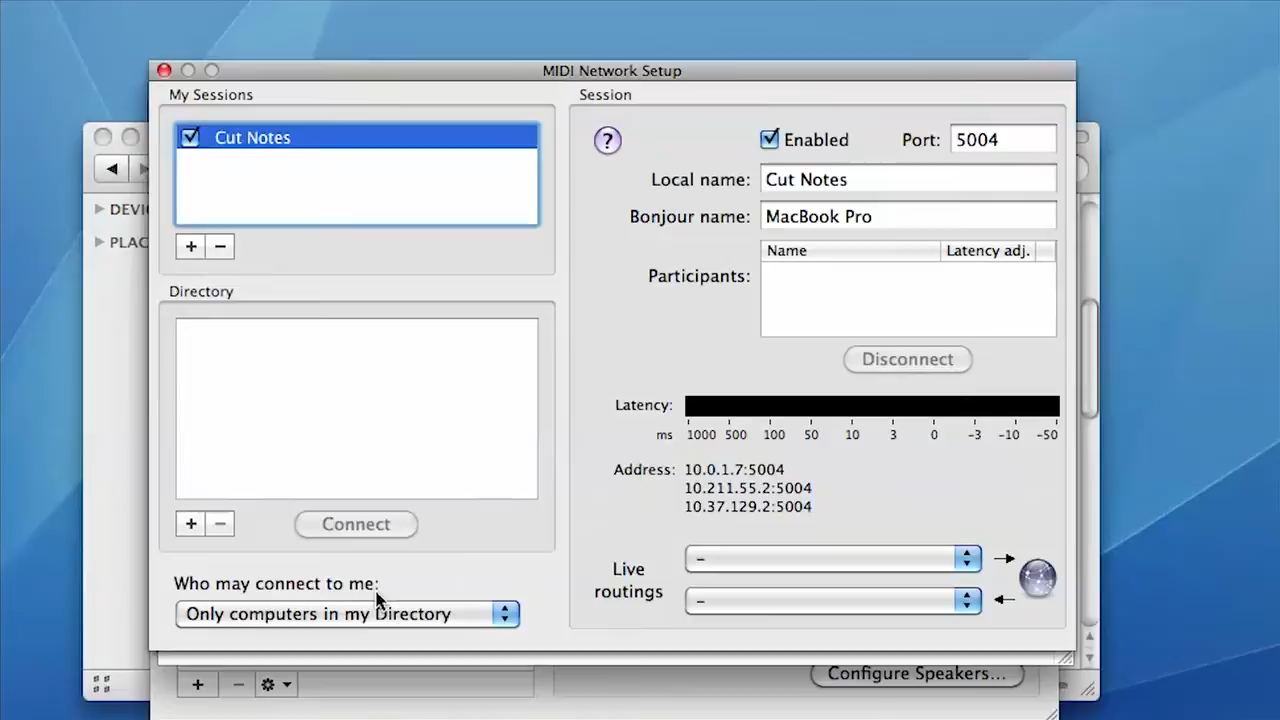 MIDI Network Setup
My Sessions
Cut Notes
+ −
Directory
+ −
Connect
Who may connect to me:
Only computers in my Directory
Session
?
Enabled
Port: 5004
Local name: Cut Notes
Bonjour name: MacBook Pro
Participants:
Name Latency adj.
Disconnect
Latency:
ms 1000 500 100 50 10 3 0 -3 -10 -50
Address: 10.0.1.7:5004
10.211.55.2:5004
10.37.129.2:5004
Live
routings
–
–
DEVI
PLAC
+ −
Configure Speakers...